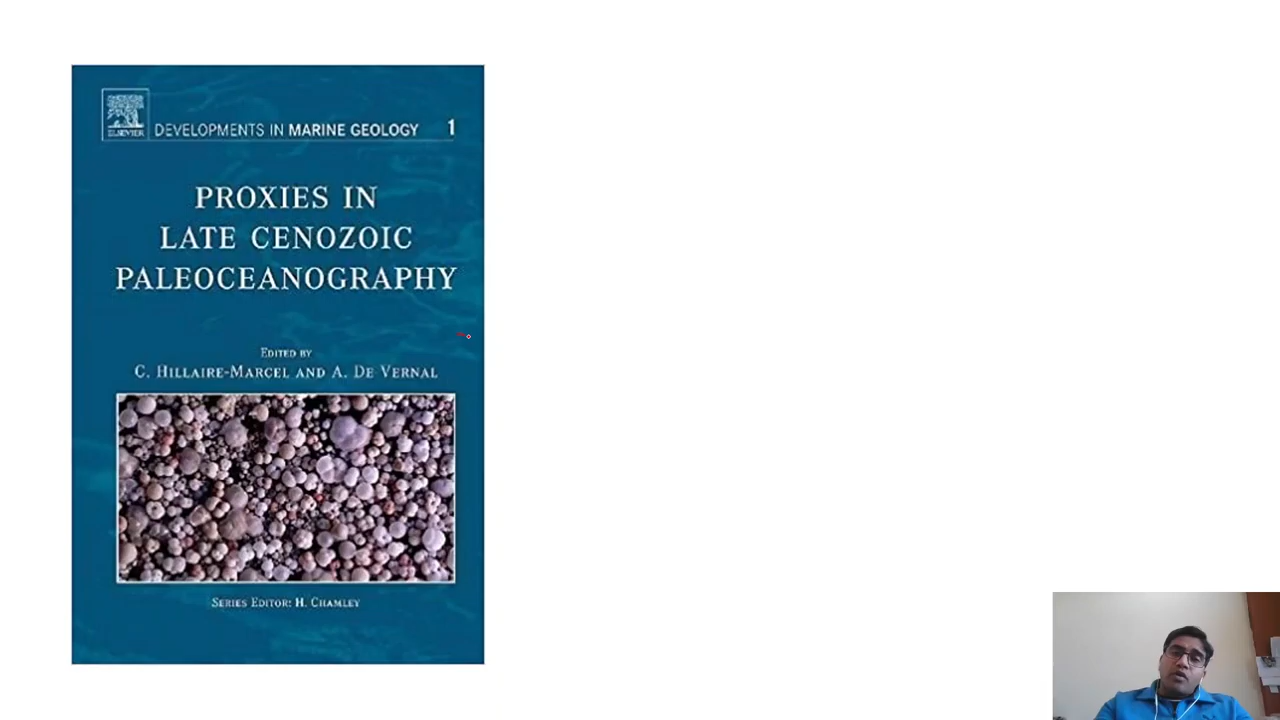 ELSEVIER
DEVELOPMENTS IN MARINE GEOLOGY 1
PROXIES IN
LATE CENOZOIC
PALEOCEANOGRAPHY
EDITED BY
C. HILLAIRE-MARCEL AND A. DE VERNAL
SERIES EDITOR: H. CHAMLEY